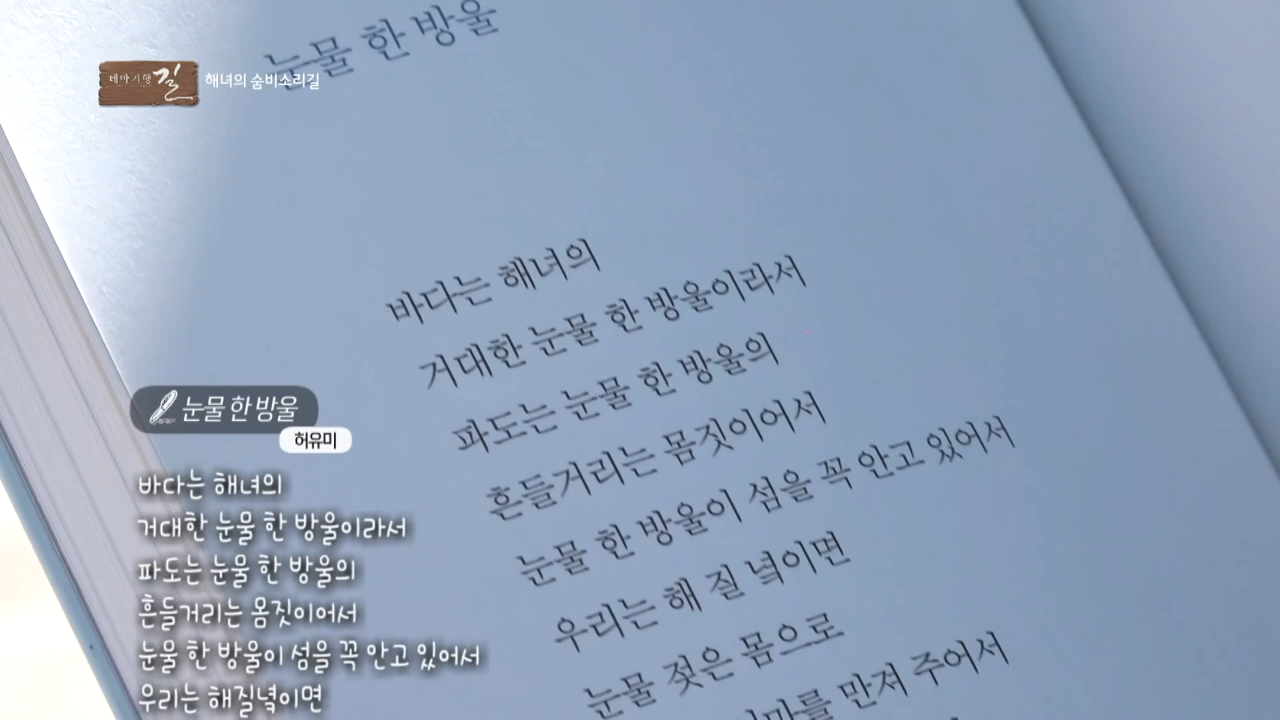 눈물 한 방울
테마기행 길
해녀의 숨비소리길
바다는 해녀의
거대한 눈물 한 방울이라서
파도는 눈물 한 방울의
흔들거리는 몸짓이어서
눈물 한 방울이 섬을 꼭 안고 있어서
우리는 해 질 녘이면
눈물 젖은 몸으로
만져 주어서
눈물 한 방울
허유미
바다는 해녀의
거대한 눈물 한 방울이라서
파도는 눈물 한 방울의
흔들거리는 몸짓이어서
눈물 한 방울이 섬을 꼭 안고 있어서
우리는 해질녘이면